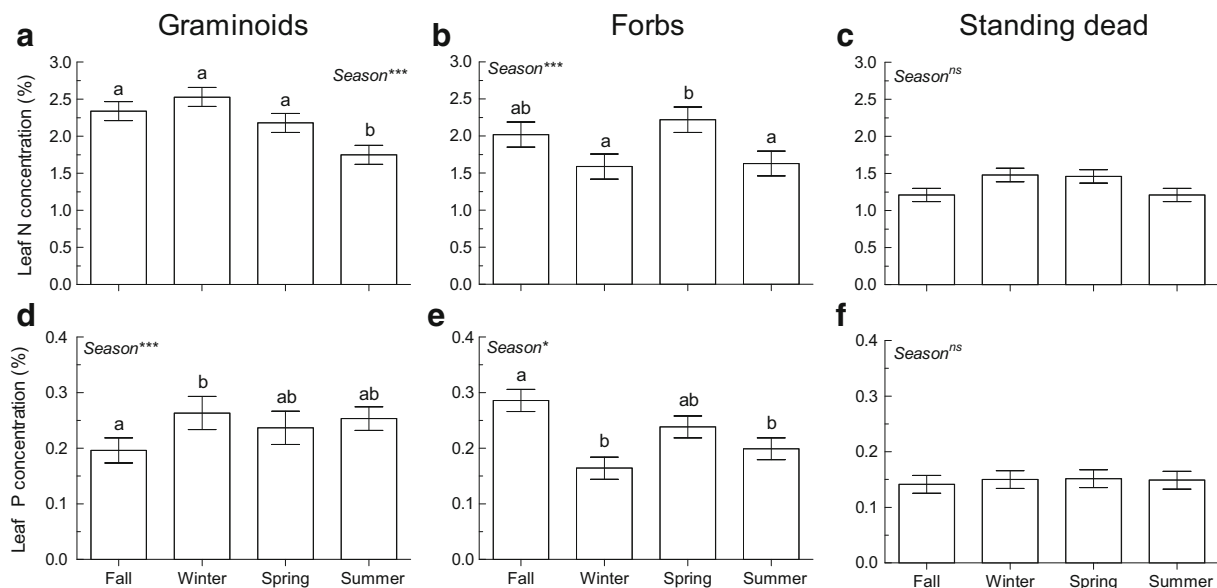 Graminoids
Forbs
Standing dead
a
b
c
Leaf N concentration (%)
3.0
2.5
2.0
1.5
1.0
0.5
0.0
Season***
a
a
a
b
3.0
2.5
2.0
1.5
1.0
0.5
0.0
Season***
ab
a
b
a
3.0
2.5
2.0
1.5
1.0
0.5
0.0
Season^ns
d
e
f
Leaf P concentration (%)
0.4
0.3
0.2
0.1
0.0
Season***
a
b
ab
ab
Fall Winter Spring Summer
0.4
0.3
0.2
0.1
0.0
Season*
a
b
ab
b
Fall Winter Spring Summer
0.4
0.3
0.2
0.1
0.0
Season^ns
Fall Winter Spring Summer